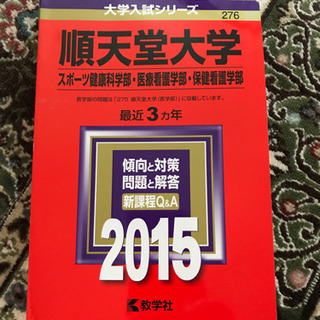 大学入試シリーズ
276
順天堂大学
スポーツ健康科学部・医療看護学部・保健看護学部
医学部の問題は「275 順天堂大学(医学部)」に収載しています。
最近3カ年
傾向と対策
問題と解答
新課程Q&A
2015
教学社